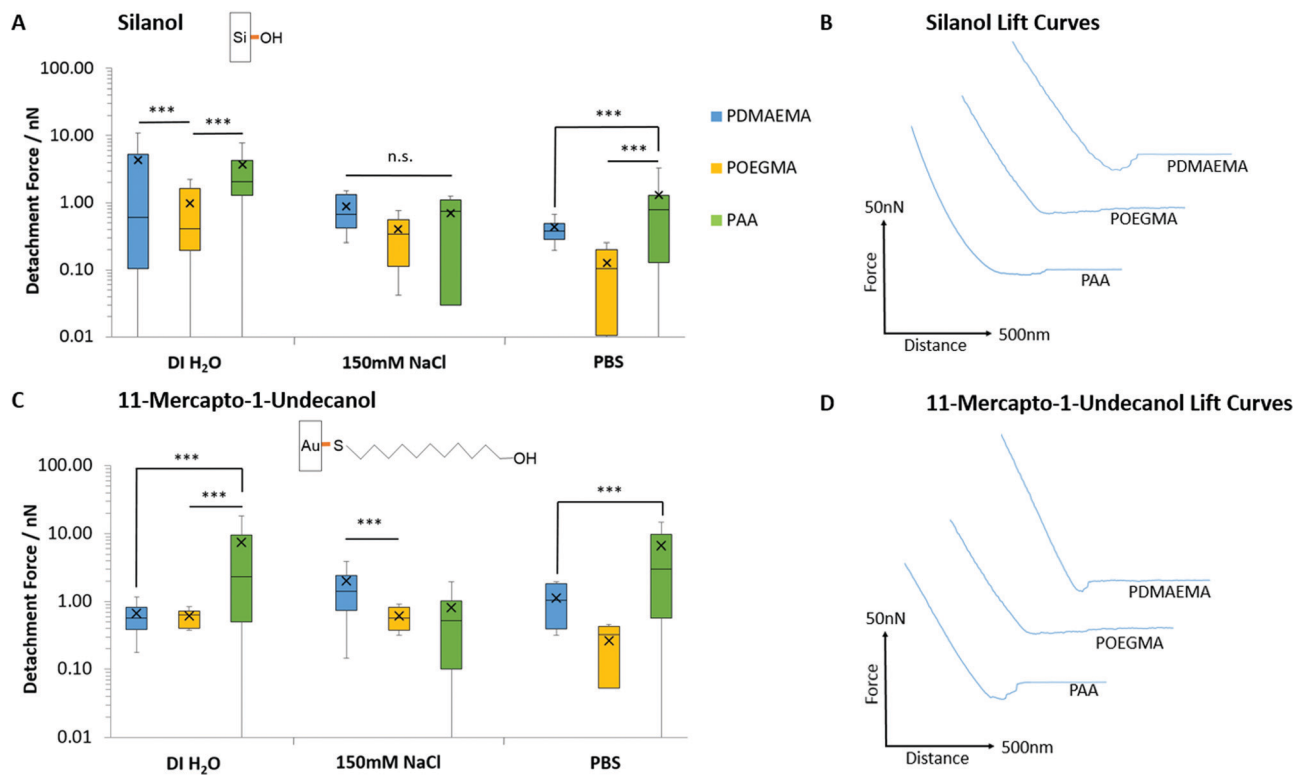 A
Silanol
Si
OH
100.00
10.00
1.00
0.10
0.01
Detachment Force / nN
***
***
n.s.
***
***
DI H₂O
150mM NaCl
PBS
PDMAEMA
POEGMA
PAA
B
Silanol Lift Curves
PDMAEMA
POEGMA
PAA
50nN
Force
Distance
500nm
C
11-Mercapto-1-Undecanol
Au
S
OH
100.00
10.00
1.00
0.10
0.01
Detachment Force / nN
***
***
***
***
DI H₂O
150mM NaCl
PBS
D
11-Mercapto-1-Undecanol Lift Curves
PDMAEMA
POEGMA
PAA
50nN
Force
Distance
500nm